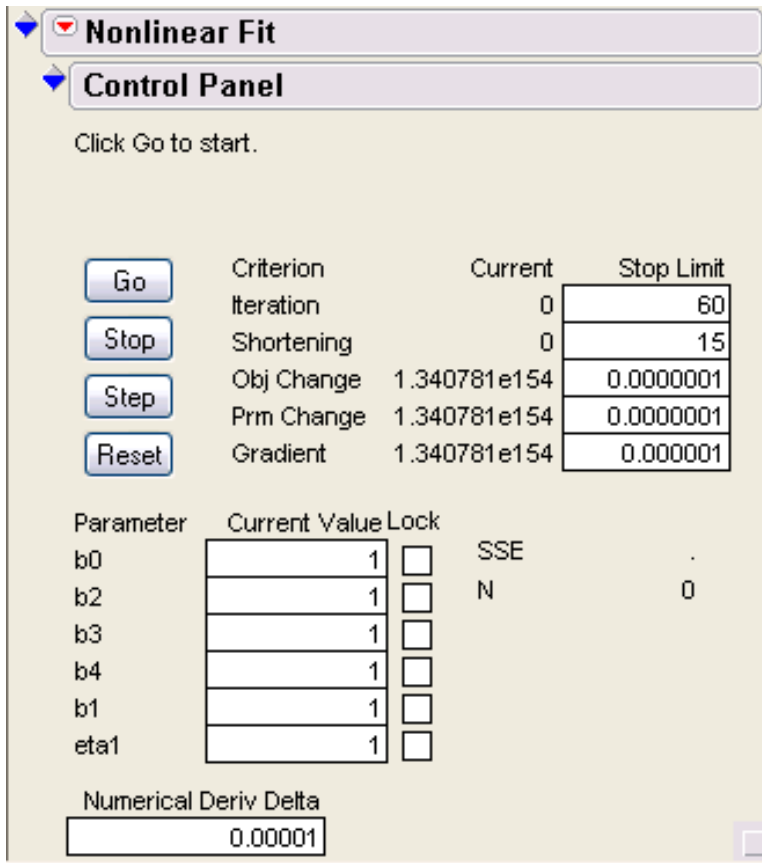 Nonlinear Fit
Control Panel
Click Go to start.
Go
Stop
Step
Reset
Criterion Current Stop Limit
Iteration 0 60
Shortening 0 15
Obj Change 1.340781e154 0.0000001
Prm Change 1.340781e154 0.0000001
Gradient 1.340781e154 0.000001
Parameter Current Value Lock
b0 1
b2 1
b3 1
b4 1
b1 1
eta1 1
SSE .
N 0
Numerical Deriv Delta
0.00001